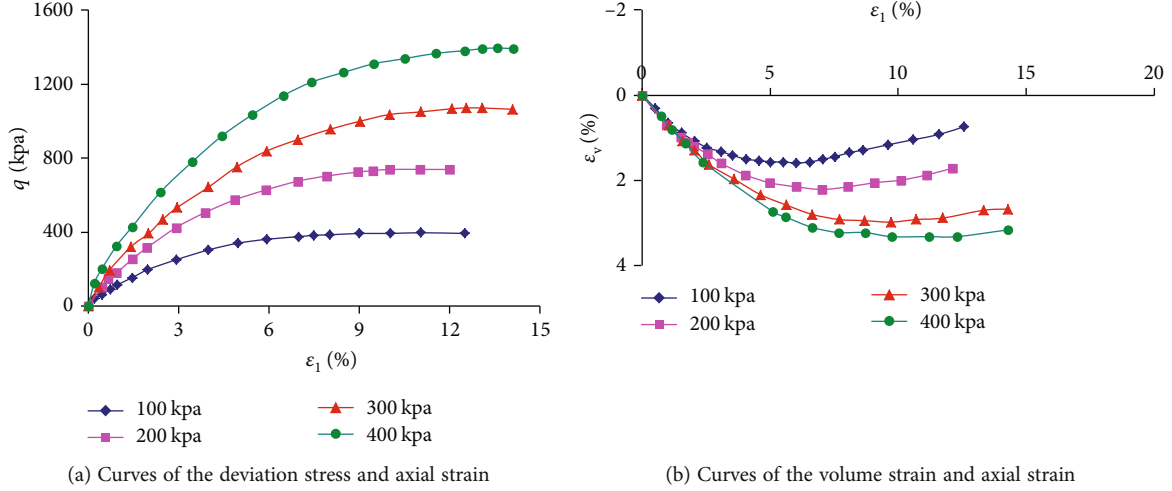 1600
1200
800
400
0
q (kpa)
0 3 6 9 12 15
ε1 (%)
100 kpa
200 kpa
300 kpa
400 kpa
(a) Curves of the deviation stress and axial strain
ε1 (%)
–2
0 5 10 15 20
0
2
4
εv (%)
100 kpa
200 kpa
300 kpa
400 kpa
(b) Curves of the volume strain and axial strain